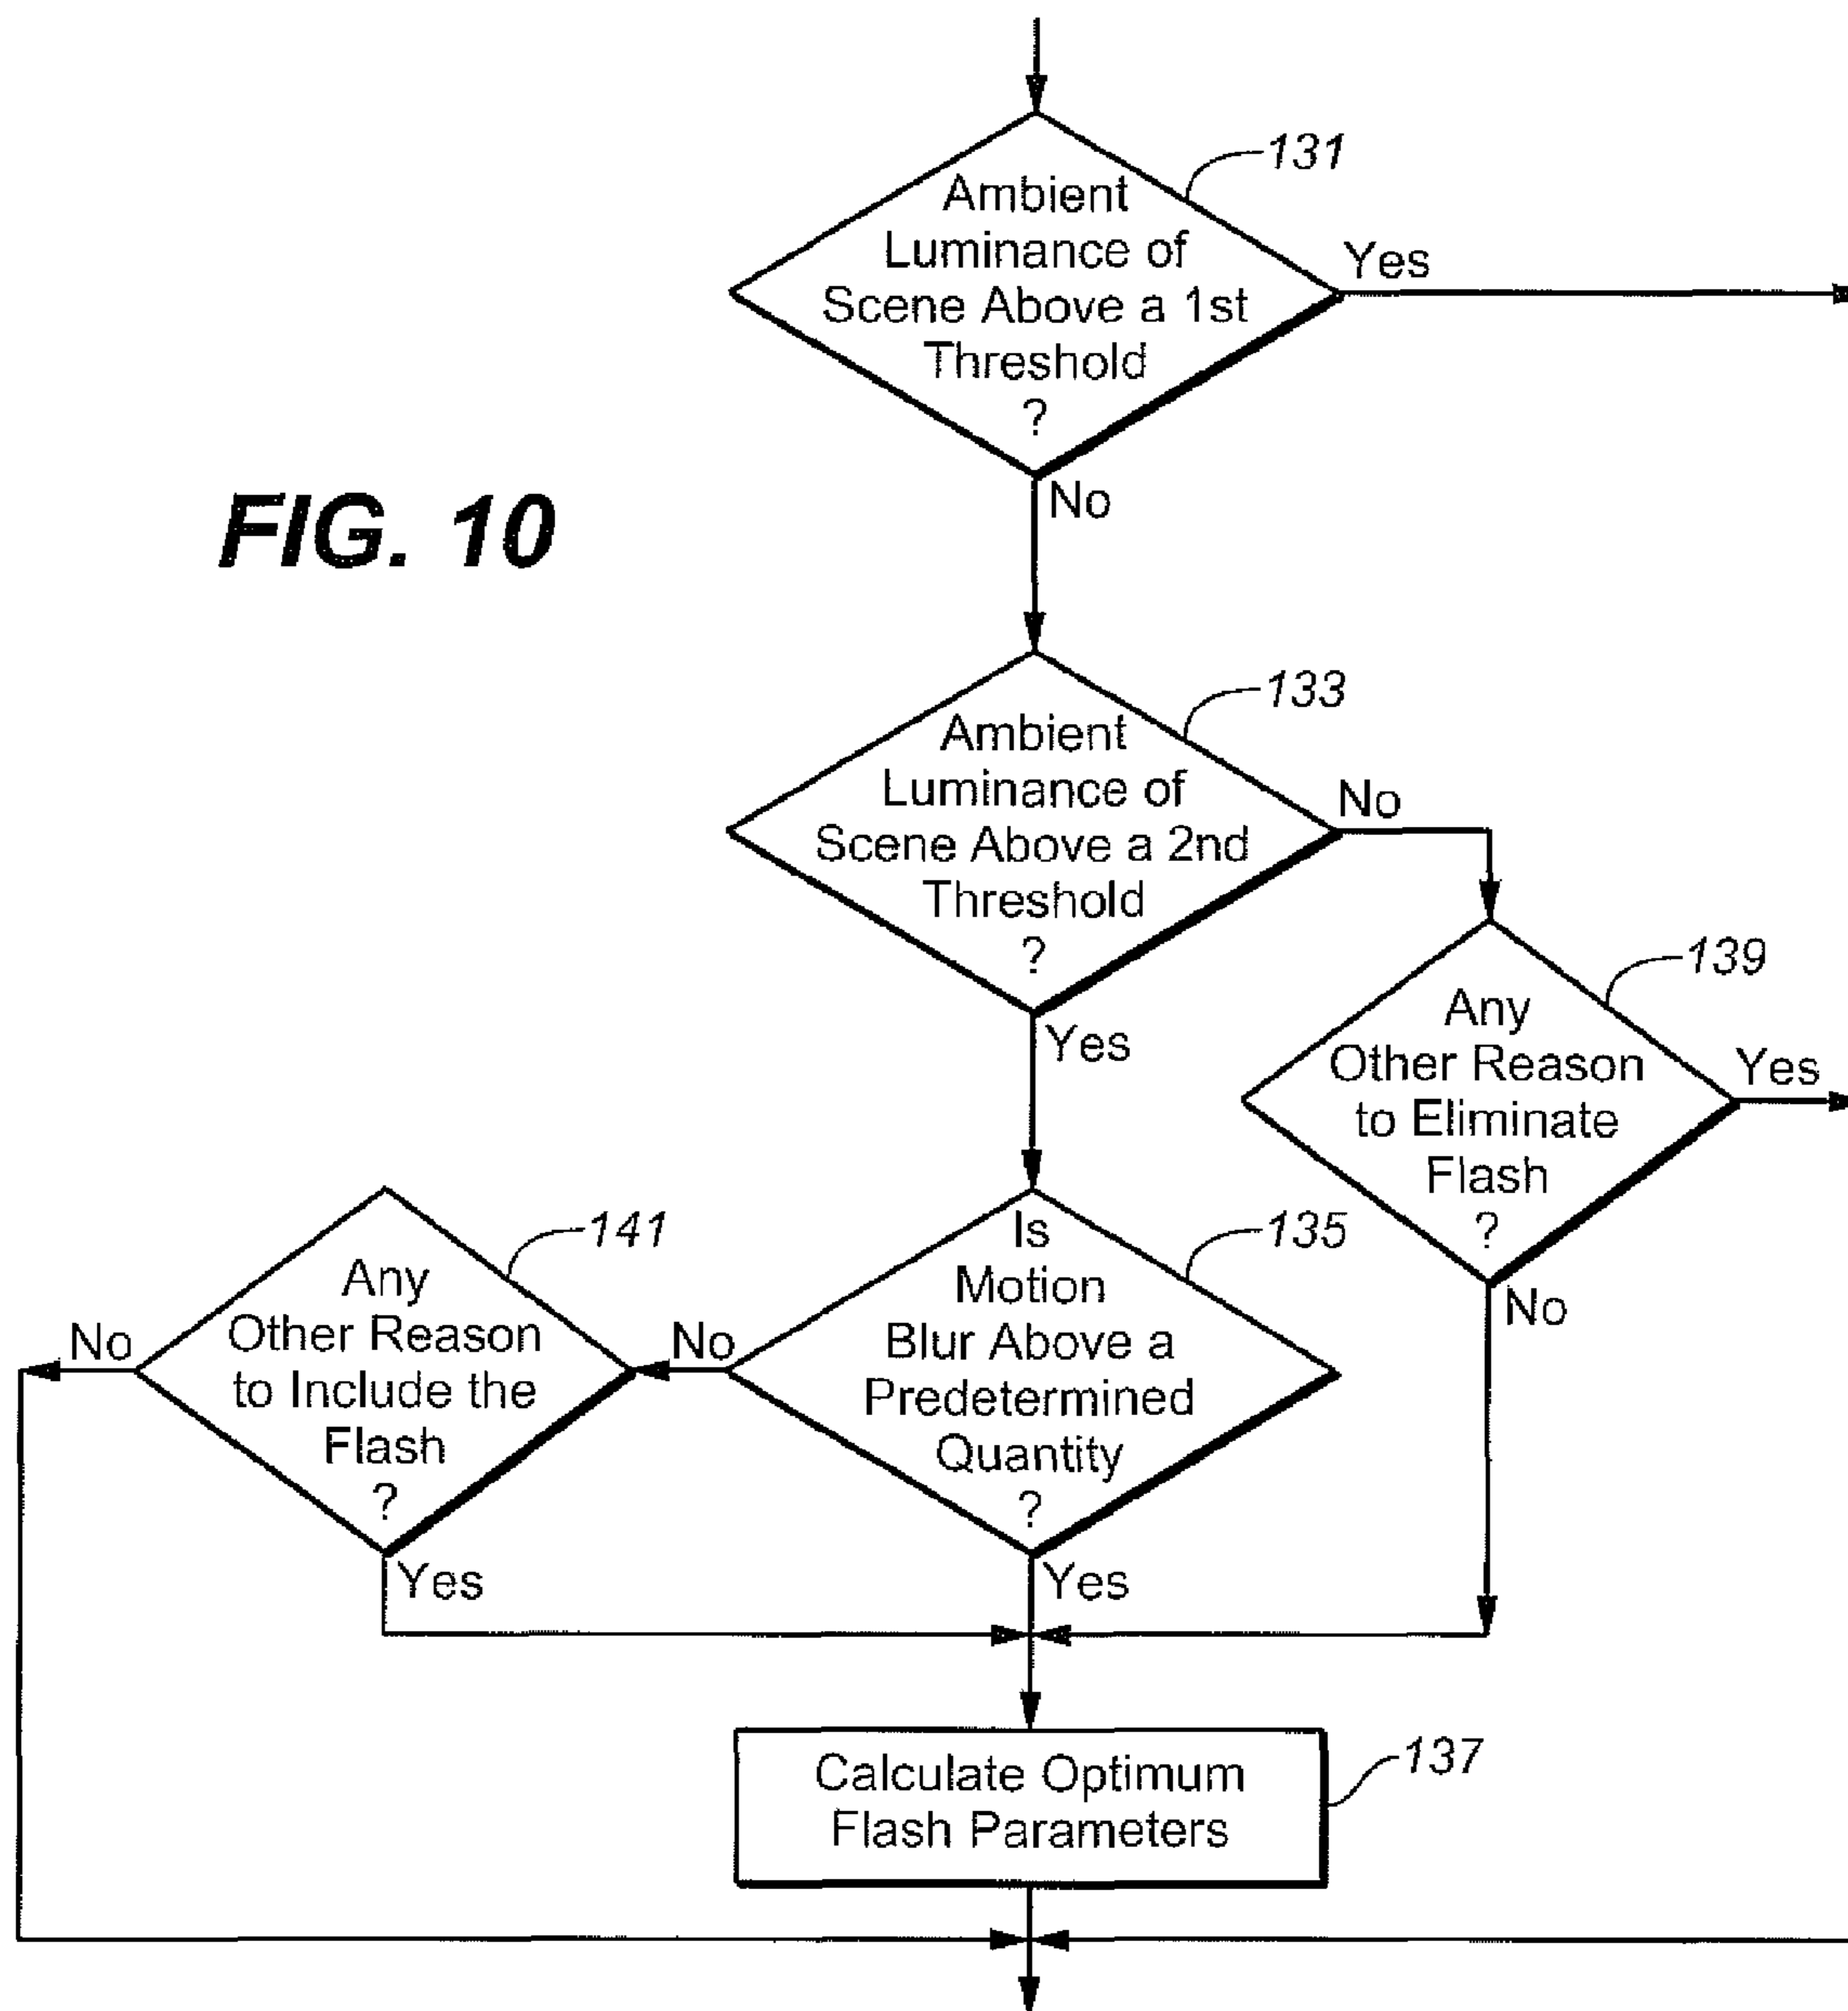 131
Ambient
Luminance of
Scene Above a 1st
Threshold
?
Yes
No
FIG. 10
133
Ambient
Luminance of
Scene Above a 2nd
Threshold
?
No
Yes
139
Any
Other Reason
to Eliminate
Flash
?
Yes
No
135
Is
Motion
Blur Above a
Predetermined
Quantity
?
No
Yes
141
Any
Other Reason
to Include the
Flash
?
No
Yes
137
Calculate Optimum
Flash Parameters